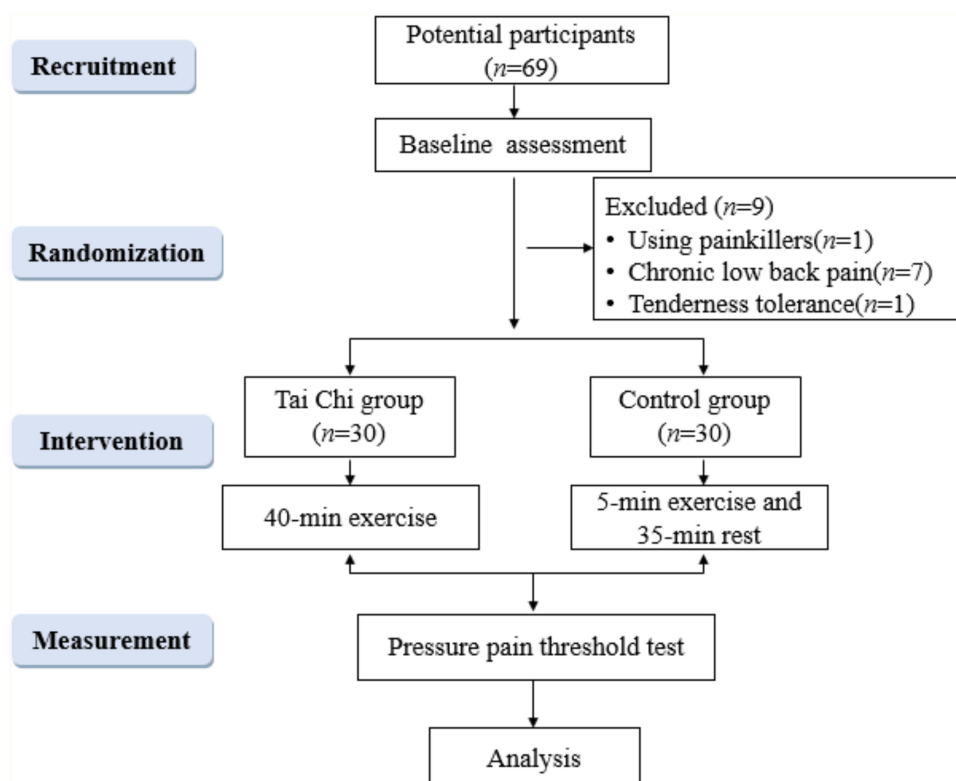 Recruitment
Potential participants
(n=69)
Baseline assessment
Randomization
Excluded (n=9)
• Using painkillers(n=1)
• Chronic low back pain(n=7)
• Tenderness tolerance(n=1)
Intervention
Tai Chi group
(n=30)
Control group
(n=30)
40-min exercise
5-min exercise and
35-min rest
Measurement
Pressure pain threshold test
Analysis